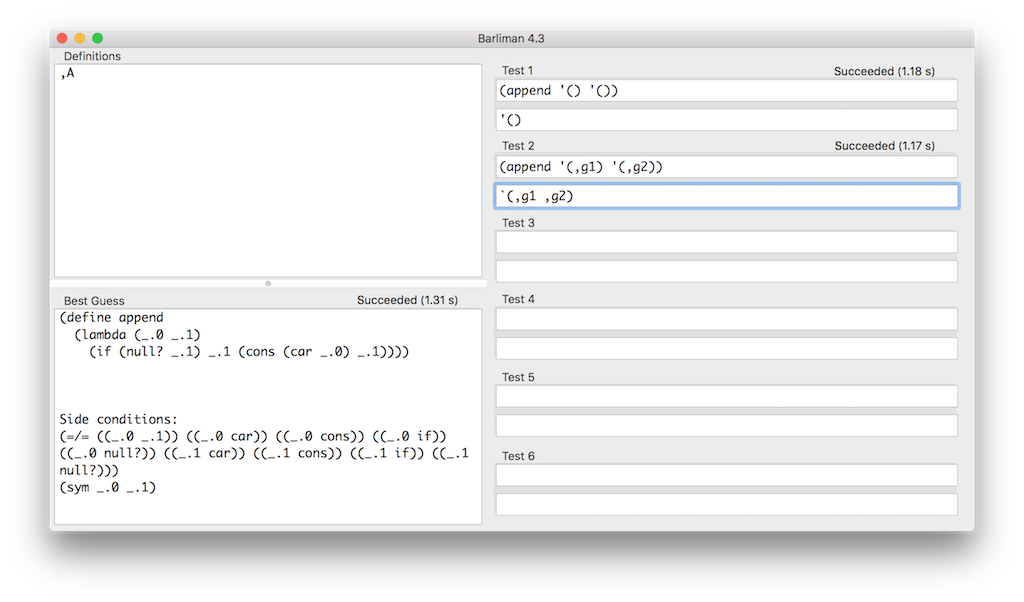 Barliman 4.3
Definitions
,A
Best Guess
Succeeded (1.31 s)
(define append
(lambda (_.0 _.1)
(if (null? _.1) _.1 (cons (car _.0) _.1))))
Side conditions:
(=/= ((_.0 _.1)) ((_.0 car)) ((_.0 cons)) ((_.0 if))
((_.0 null?)) ((_.1 car)) ((_.1 cons)) ((_.1 if)) ((_.1
null?)))
(sym _.0 _.1)
Test 1
Succeeded (1.18 s)
(append '() '())
'()
Test 2
Succeeded (1.17 s)
(append '(,g1) '(,g2))
`(,g1 ,g2)
Test 3
Test 4
Test 5
Test 6